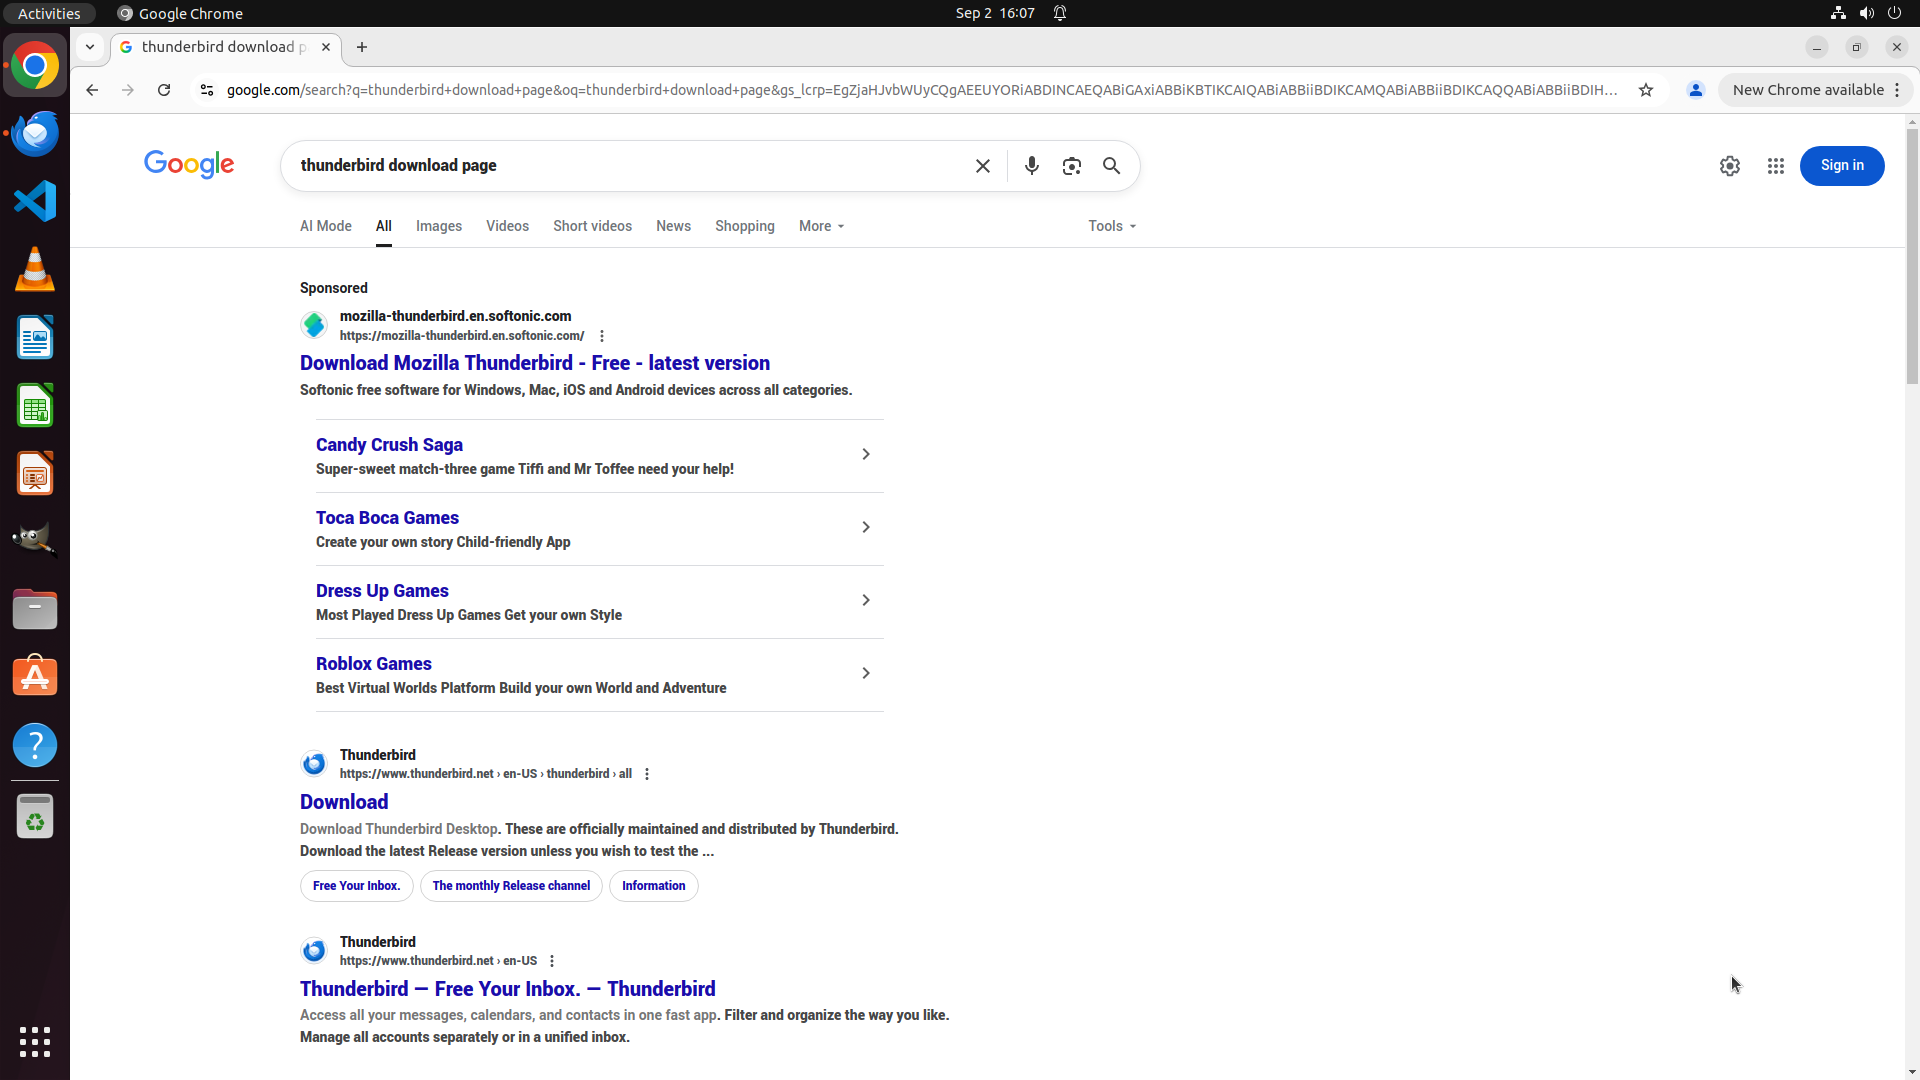 Activities
Google Chrome
Sep 2  16:07
thunderbird download p
google.com/search?q=thunderbird+download+page&oq=thunderbird+download+page&gs_lcrp=EgZjaHJvbWUyCQgAEEUYORiABDINCAEQABiGAxiABBiKBTIKCAIQABiABBiiBDIKCAMQABiABBiiBDIKCAQQABiABBiiBDIH...
New Chrome available
Google
thunderbird download page
Sign in
AI Mode
All
Images
Videos
Short videos
News
Shopping
More
Tools
Sponsored
mozilla-thunderbird.en.softonic.com
https://mozilla-thunderbird.en.softonic.com/
Download Mozilla Thunderbird - Free - latest version
Softonic free software for Windows, Mac, iOS and Android devices across all categories.
Candy Crush Saga
Super-sweet match-three game Tiffi and Mr Toffee need your help!
Toca Boca Games
Create your own story Child-friendly App
Dress Up Games
Most Played Dress Up Games Get your own Style
Roblox Games
Best Virtual Worlds Platform Build your own World and Adventure
Thunderbird
https://www.thunderbird.net › en-US › thunderbird › all
Download
Download Thunderbird Desktop. These are officially maintained and distributed by Thunderbird.
Download the latest Release version unless you wish to test the ...
Free Your Inbox.
The monthly Release channel
Information
Thunderbird
https://www.thunderbird.net › en-US
Thunderbird — Free Your Inbox. — Thunderbird
Access all your messages, calendars, and contacts in one fast app. Filter and organize the way you like.
Manage all accounts separately or in a unified inbox.